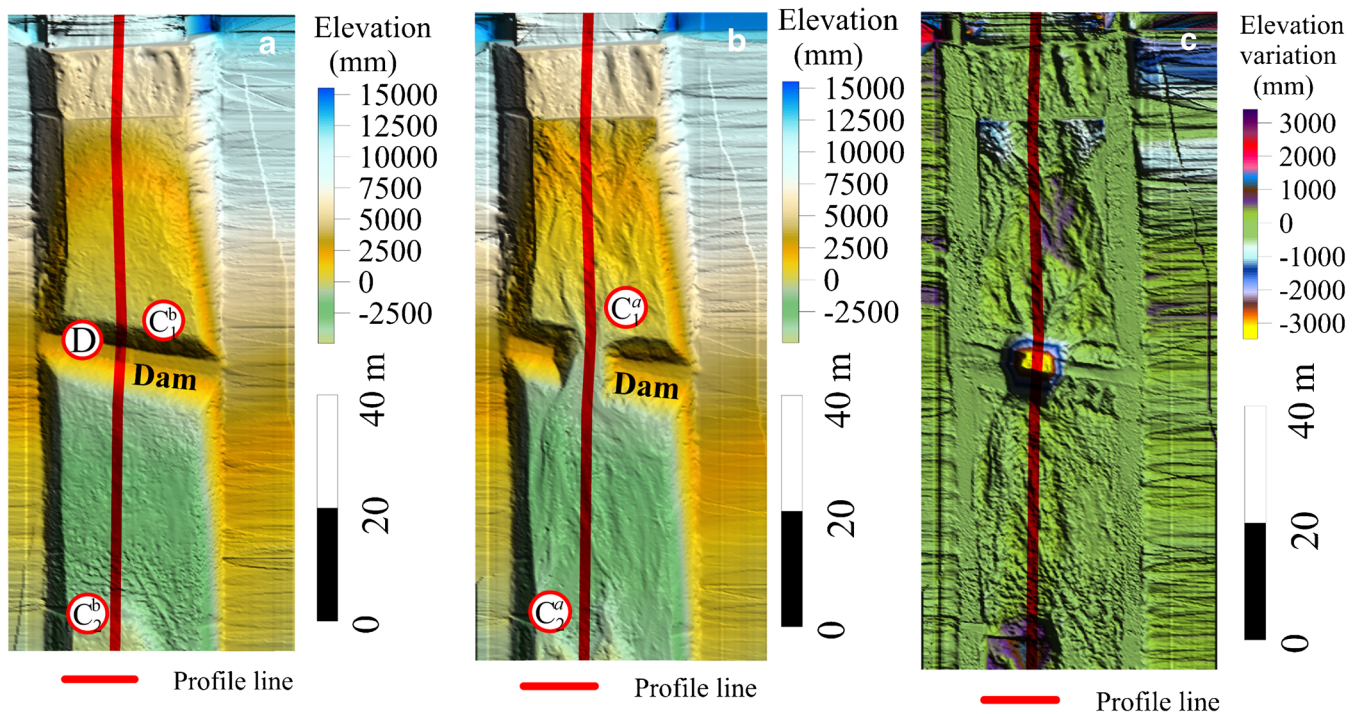 a
Elevation
(mm)
15000
12500
10000
7500
5000
2500
0
-2500
D
C₁ᵇ
Dam
C₂ᵇ
40 m
20
0
Profile line
b
Elevation
(mm)
15000
12500
10000
7500
5000
2500
0
-2500
C₁ᵃ
Dam
C₂ᵃ
40 m
20
0
Profile line
c
Elevation
variation
(mm)
3000
2000
1000
0
-1000
-2000
-3000
40 m
20
0
Profile line